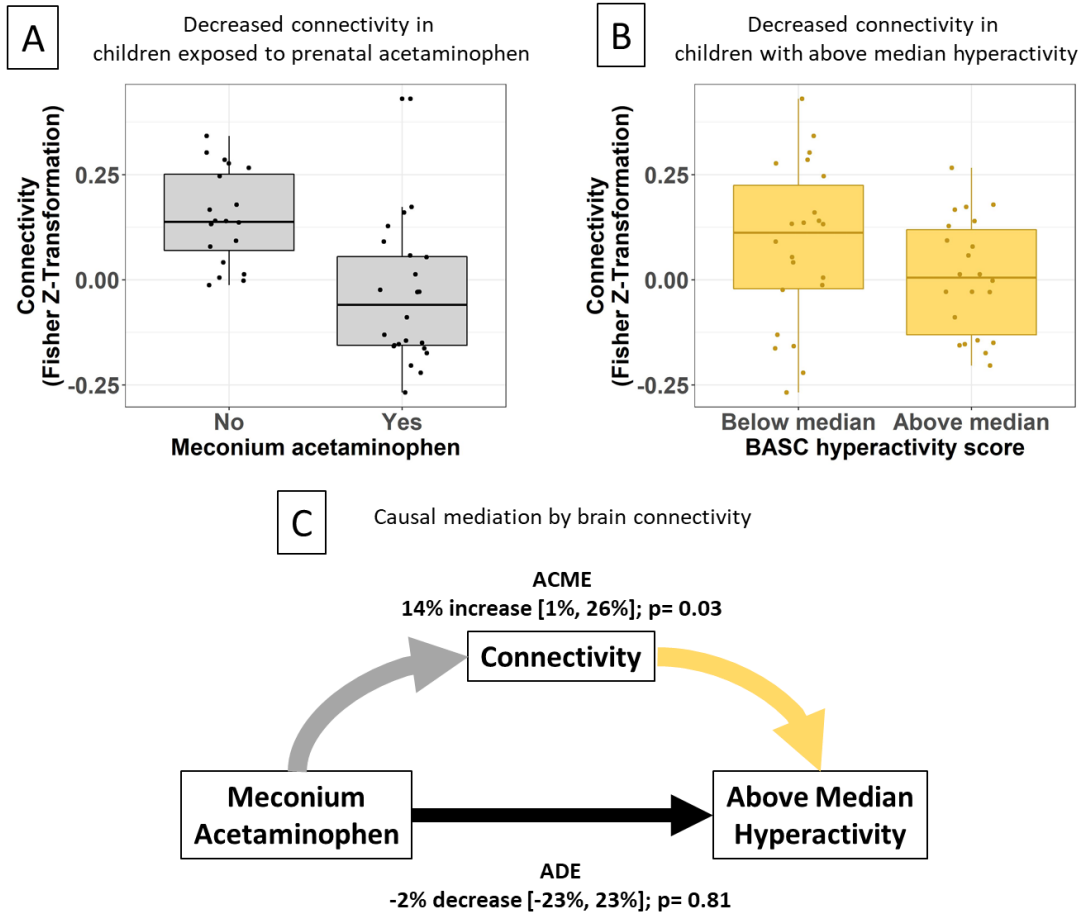 A
Decreased connectivity in
children exposed to prenatal acetaminophen
Connectivity
(Fisher Z-Transformation)
0.25
0.00
-0.25
No
Yes
Meconium acetaminophen
B
Decreased connectivity in
children with above median hyperactivity
Connectivity
(Fisher Z-Transformation)
0.25
0.00
-0.25
Below median
Above median
BASC hyperactivity score
C
Causal mediation by brain connectivity
ACME
14% increase [1%, 26%]; p= 0.03
Connectivity
Meconium
Acetaminophen
Above Median
Hyperactivity
ADE
-2% decrease [-23%, 23%]; p= 0.81